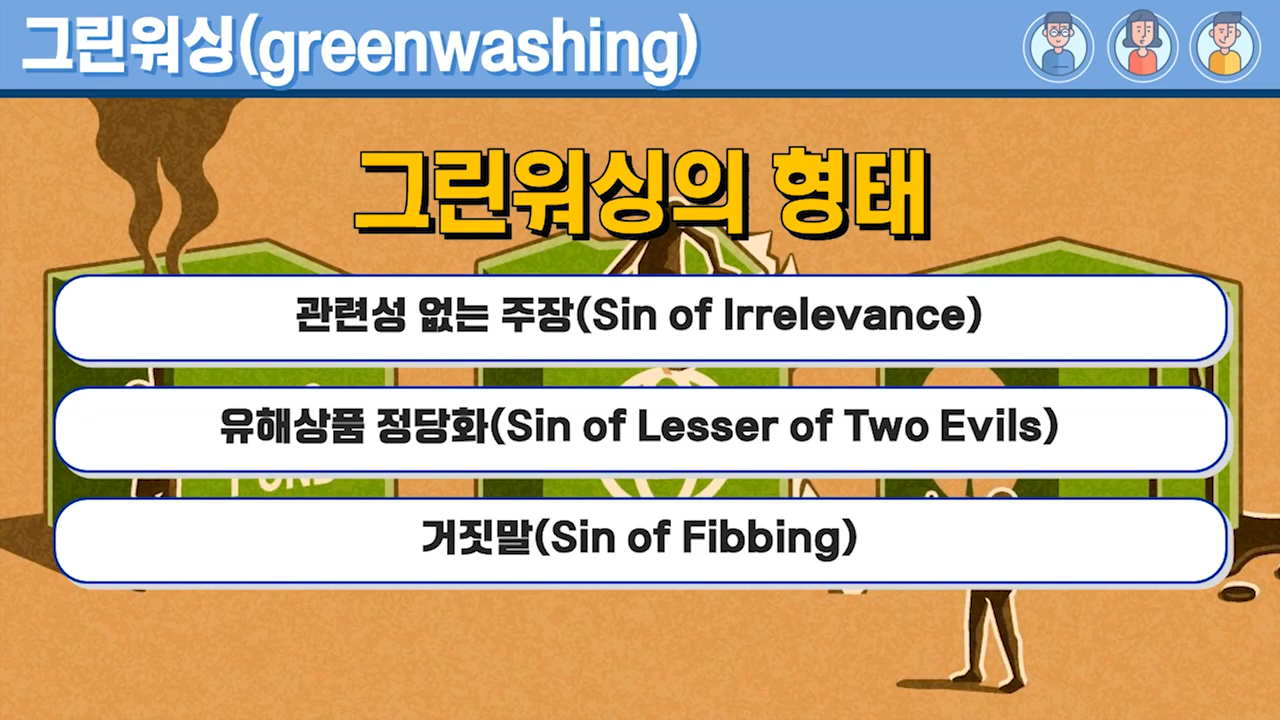 그린워싱(greenwashing)
그린워싱의 형태
관련성 없는 주장(Sin of Irrelevance)
유해상품 정당화(Sin of Lesser of Two Evils)
거짓말(Sin of Fibbing)